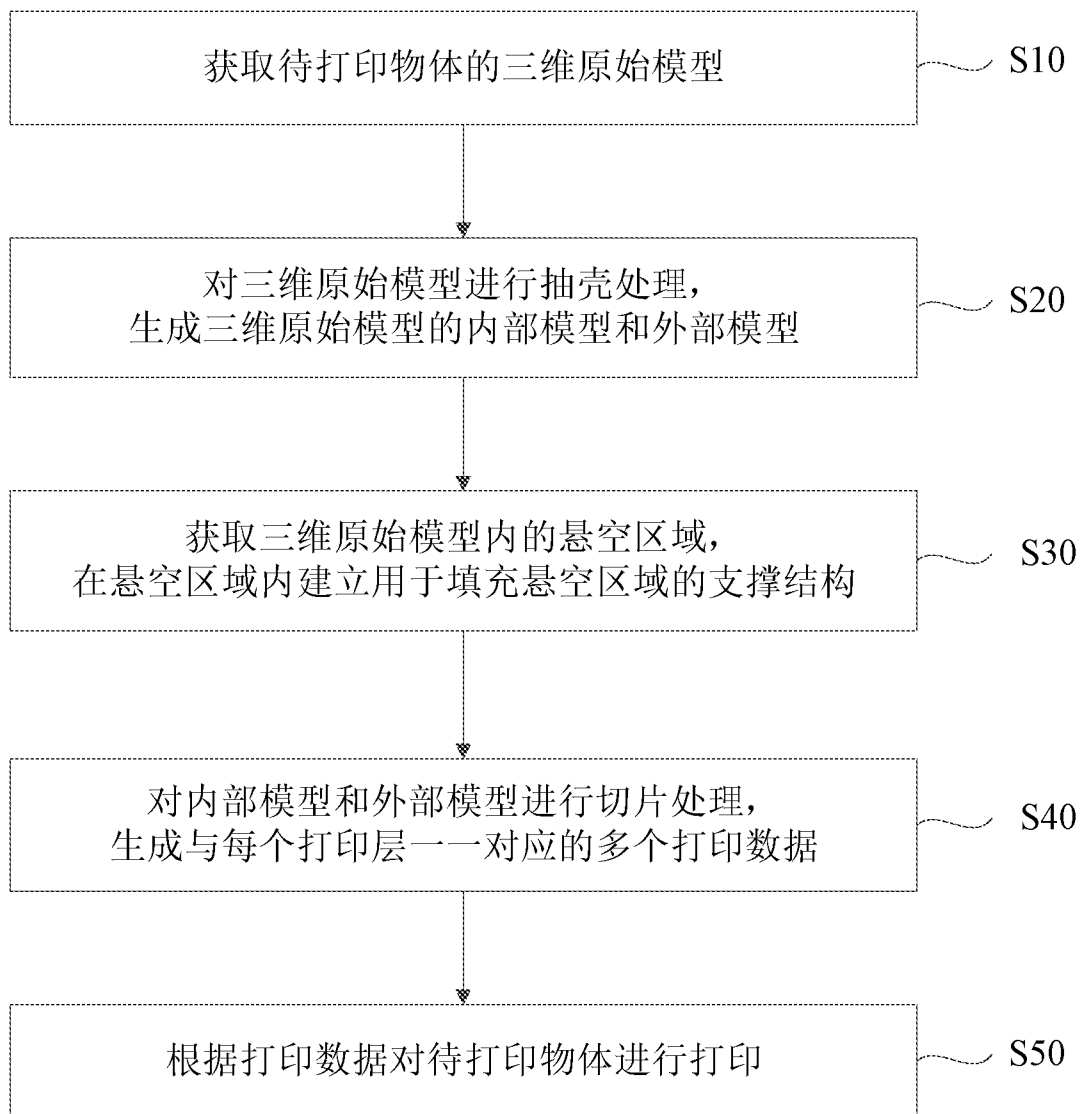 获取待打印物体的三维原始模型
S10
对三维原始模型进行抽壳处理,
生成三维原始模型的内部模型和外部模型
S20
获取三维原始模型内的悬空区域,
在悬空区域内建立用于填充悬空区域的支撑结构
S30
对内部模型和外部模型进行切片处理,
生成与每个打印层一一对应的多个打印数据
S40
根据打印数据对待打印物体进行打印
S50